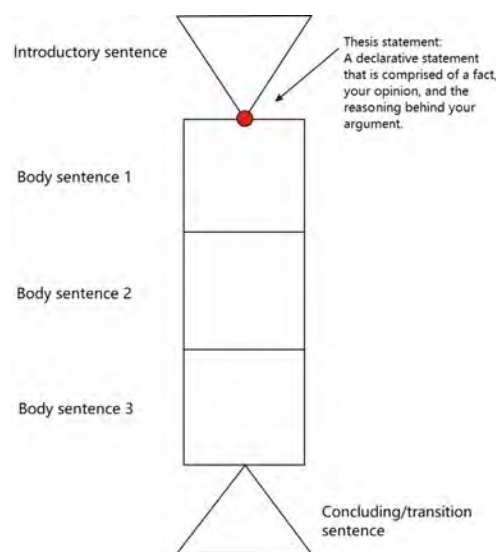 Introductory sentence
Thesis statement:
A declarative statement
that is comprised of a fact,
your opinion, and the
reasoning behind your
argument.
Body sentence 1
Body sentence 2
Body sentence 3
Concluding/transition
sentence